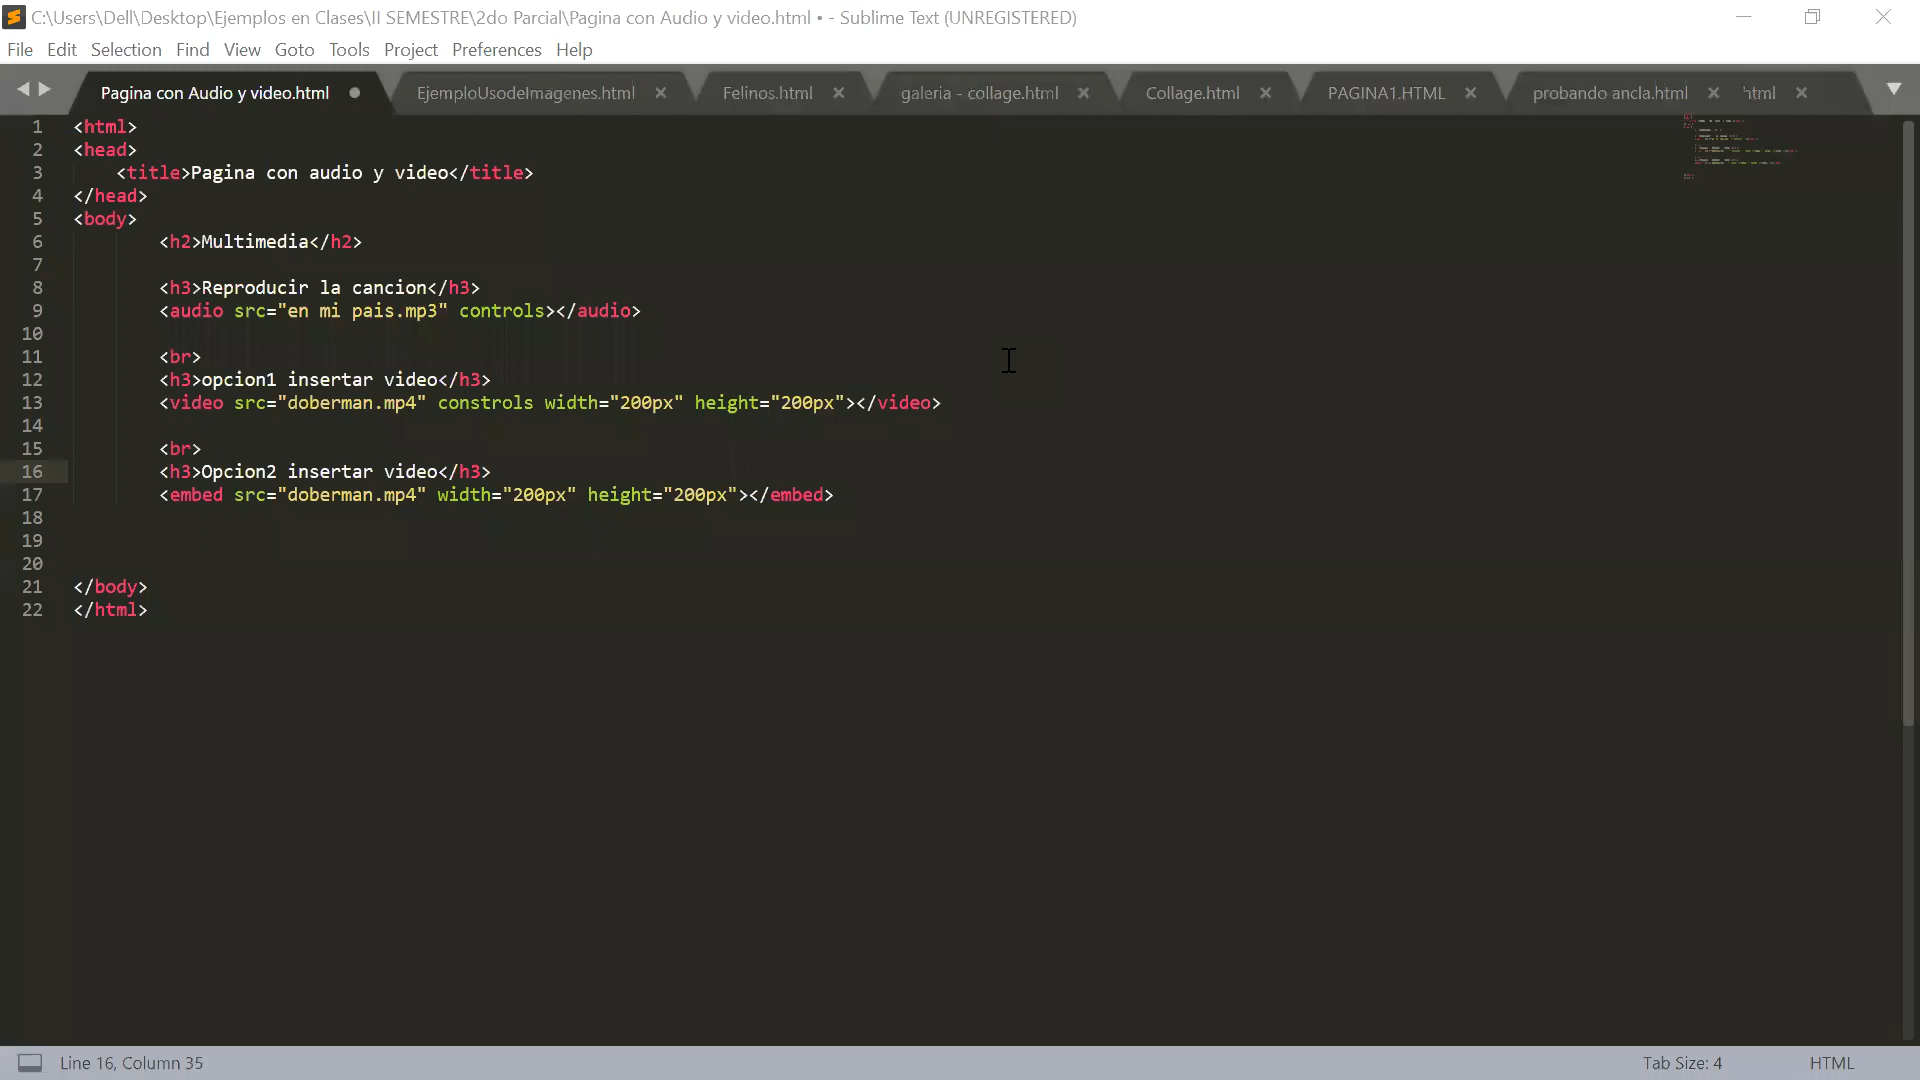 C:\Users\Dell\Desktop\Ejemplos en Clases\II SEMESTRE\2do Parcial\Pagina con Audio y video.html • - Sublime Text (UNREGISTERED)
File Edit Selection Find View Goto Tools Project Preferences Help
Pagina con Audio y video.html EjemploUsodeImagenes.html Felinos.html galeria - collage.html Collage.html PAGINA1.HTML probando ancla.html html
1 <html>
2 <head>
3 <title>Pagina con audio y video</title>
4 </head>
5 <body>
6 <h2>Multimedia</h2>
7
8 <h3>Reproducir la cancion</h3>
9 <audio src="en mi pais.mp3" controls></audio>
10
11 <br>
12 <h3>opcion1 insertar video</h3>
13 <video src="doberman.mp4" constrols width="200px" height="200px"></video>
14
15 <br>
16 <h3>Opcion2 insertar video</h3>
17 <embed src="doberman.mp4" width="200px" height="200px"></embed>
18
19
20
21 </body>
22 </html>
Line 16, Column 35 Tab Size: 4 HTML